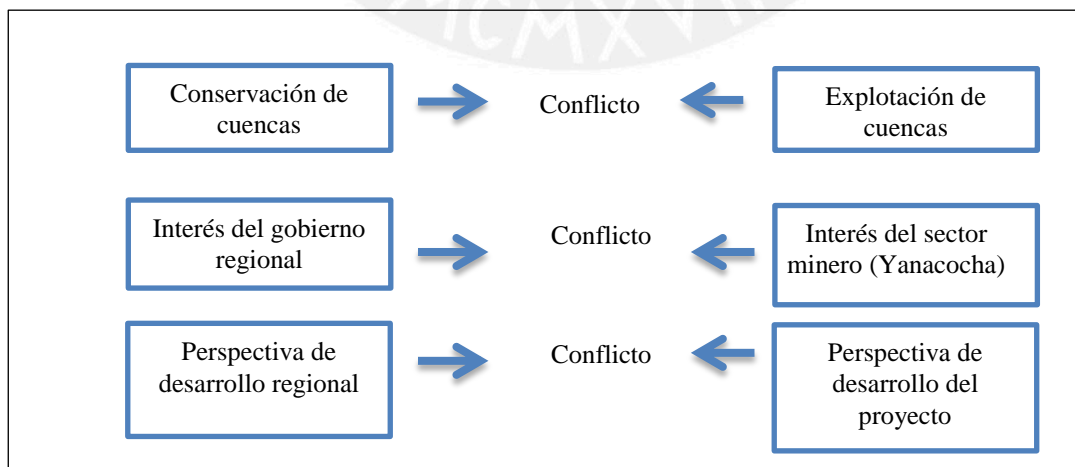 MCMXVII
Conservación de
cuencas
Conflicto
Explotación de
cuencas
Interés del gobierno
regional
Conflicto
Interés del sector
minero (Yanacocha)
Perspectiva de
desarrollo regional
Conflicto
Perspectiva de
desarrollo del
proyecto